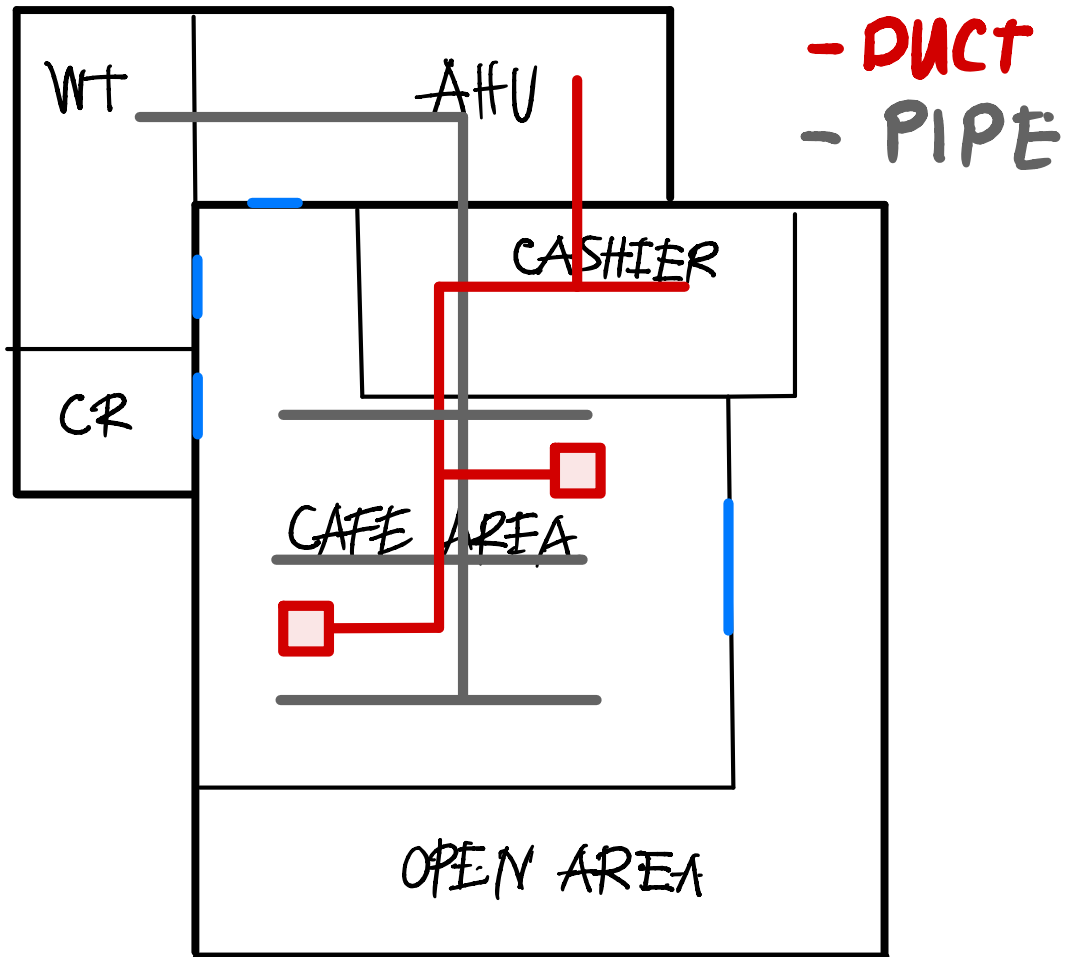 - DUCT
- PIPE
WT
AHU
CASHIER
CR
CAFE AREA
OPEN AREA